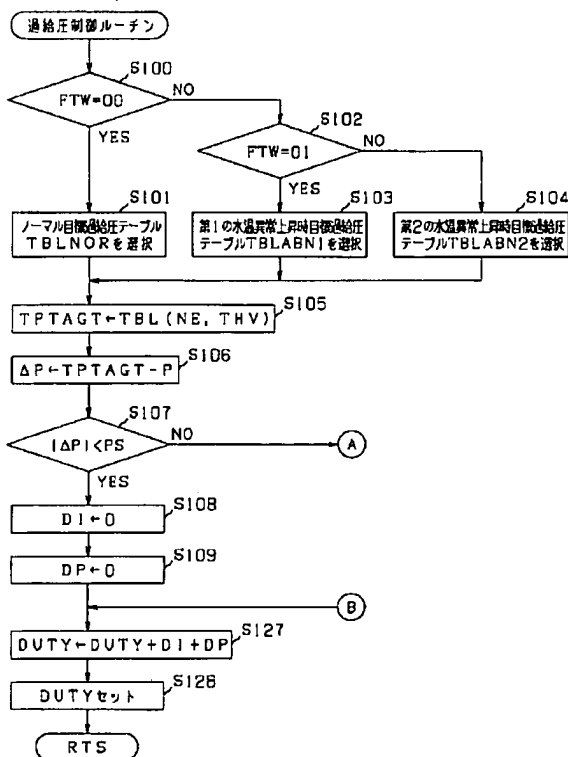 過給圧制御ルーチン
S100
FTW=00
NO
YES
S102
FTW=01
NO
YES
S101
ノーマル目標過給圧テーブル
TBLNORを選択
S103
第1の水温異常上昇時目標過給圧
テーブルTBLABN1を選択
S104
第2の水温異常上昇時目標過給圧
テーブルTBLABN2を選択
S105
TPTAGT←TBL(NE, THV)
S106
ΔP←TPTAGT-P
S107
|ΔP|<PS
NO
A
YES
S108
DI←0
S109
DP←0
B
S127
DUTY←DUTY+DI+DP
S128
DUTYセット
RTS